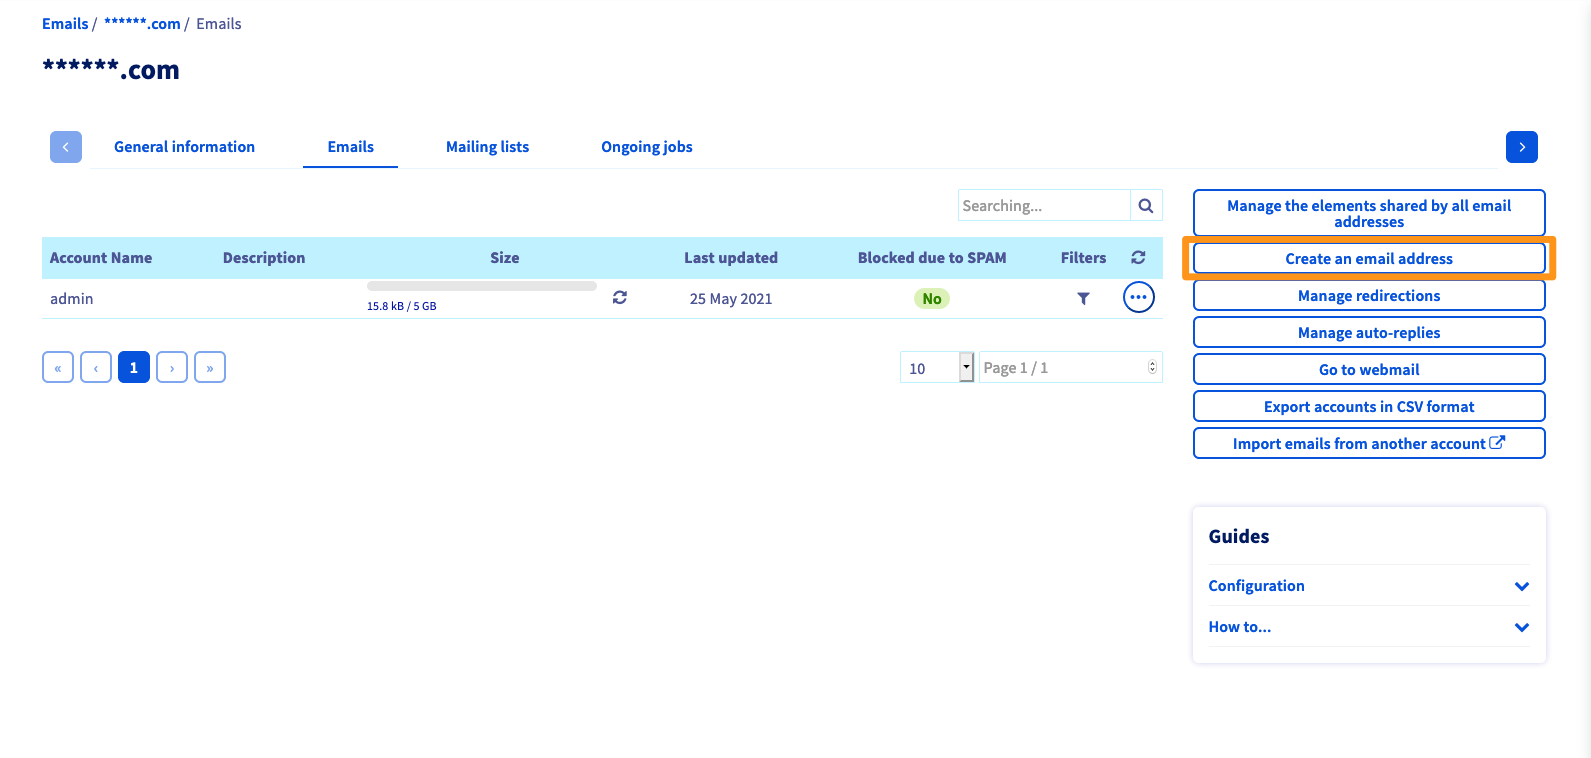 Emails / ******.com / Emails
******.com
General information Emails Mailing lists Ongoing jobs
Searching...
Account Name Description Size Last updated Blocked due to SPAM Filters
admin 15.8 kB / 5 GB 25 May 2021 No
« ‹ 1 › »
10 Page 1 / 1
Manage the elements shared by all email
addresses
Create an email address
Manage redirections
Manage auto-replies
Go to webmail
Export accounts in CSV format
Import emails from another account
Guides
Configuration
How to...